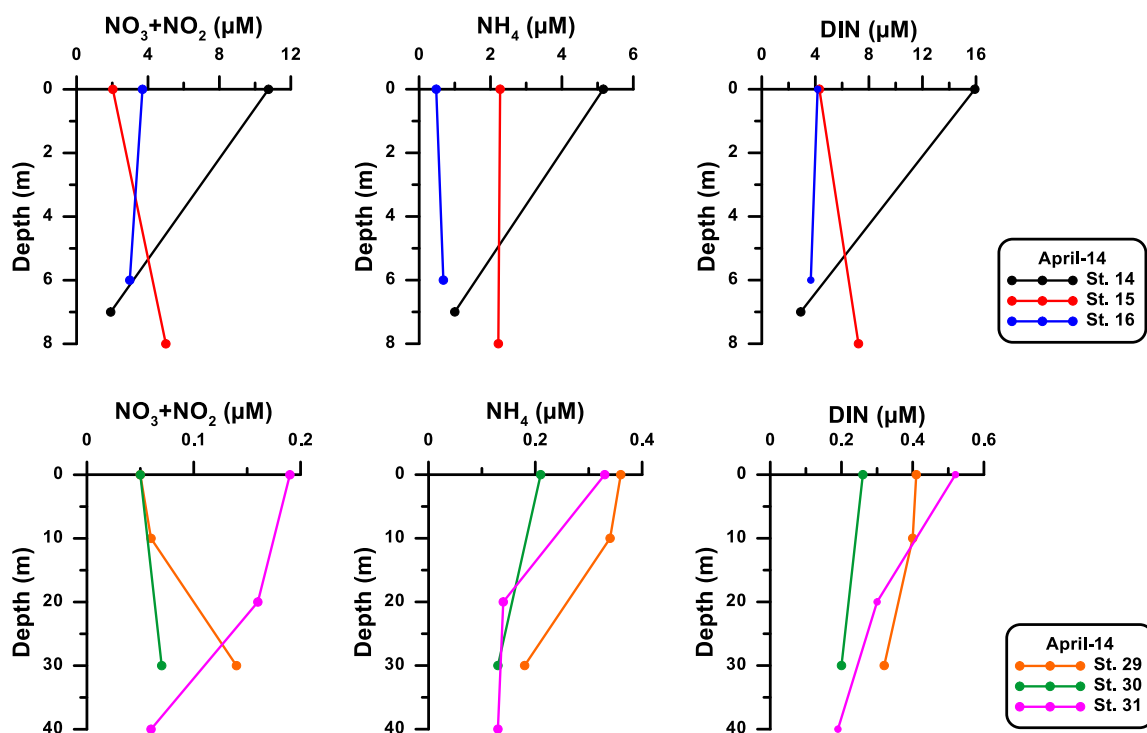 NO3+NO2 (µM)
0 4 8 12
Depth (m)
0
2
4
6
8
NH4 (µM)
0 2 4 6
Depth (m)
0
2
4
6
8
DIN (µM)
0 4 8 12 16
Depth (m)
0
2
4
6
8
April-14
St. 14
St. 15
St. 16
NO3+NO2 (µM)
0 0.1 0.2
Depth (m)
0
10
20
30
40
NH4 (µM)
0 0.2 0.4
Depth (m)
0
10
20
30
40
DIN (µM)
0 0.2 0.4 0.6
Depth (m)
0
10
20
30
40
April-14
St. 29
St. 30
St. 31